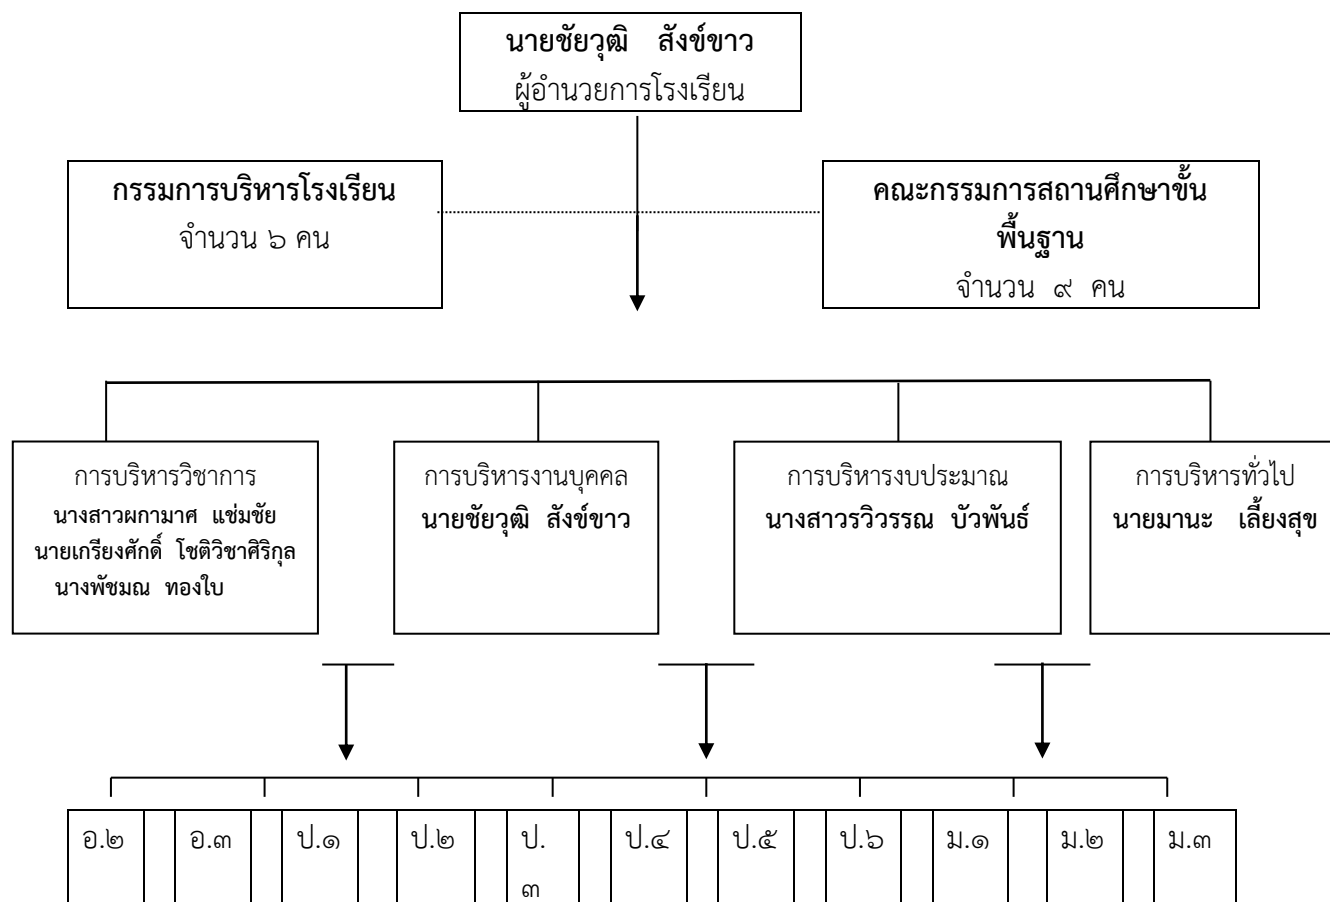 นายชัยวุฒิ สังข์ขาว
ผู้อำนวยการโรงเรียน
กรรมการบริหารโรงเรียน
จำนวน ๖ คน
คณะกรรมการสถานศึกษาขั้น
พื้นฐาน
จำนวน ๙ คน
การบริหารวิชาการ
นางสาวผกามาศ แช่มชัย
นายเกรียงศักดิ์ โชติวิชาศิริกุล
นางพัชมณ ทองใบ
การบริหารงานบุคคล
นายชัยวุฒิ สังข์ขาว
การบริหารงบประมาณ
นางสาวรวิวรรณ บัวพันธ์
การบริหารทั่วไป
นายมานะ เลี้ยงสุข
อ.๒
อ.๓
ป.๑
ป.๒
ป.
๓
ป.๔
ป.๕
ป.๖
ม.๑
ม.๒
ม.๓